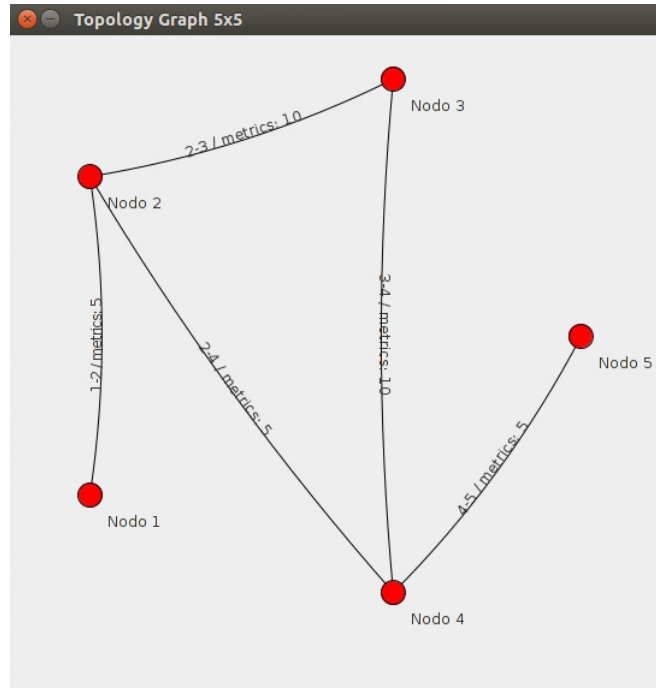 Topology Graph 5x5
Nodo 3
2-3 / metrics: 10
Nodo 2
1-2 / metrics: 5
3-4 / metrics: 10
2-4 / metrics: 5
Nodo 5
4-5 / metrics: 5
Nodo 1
Nodo 4